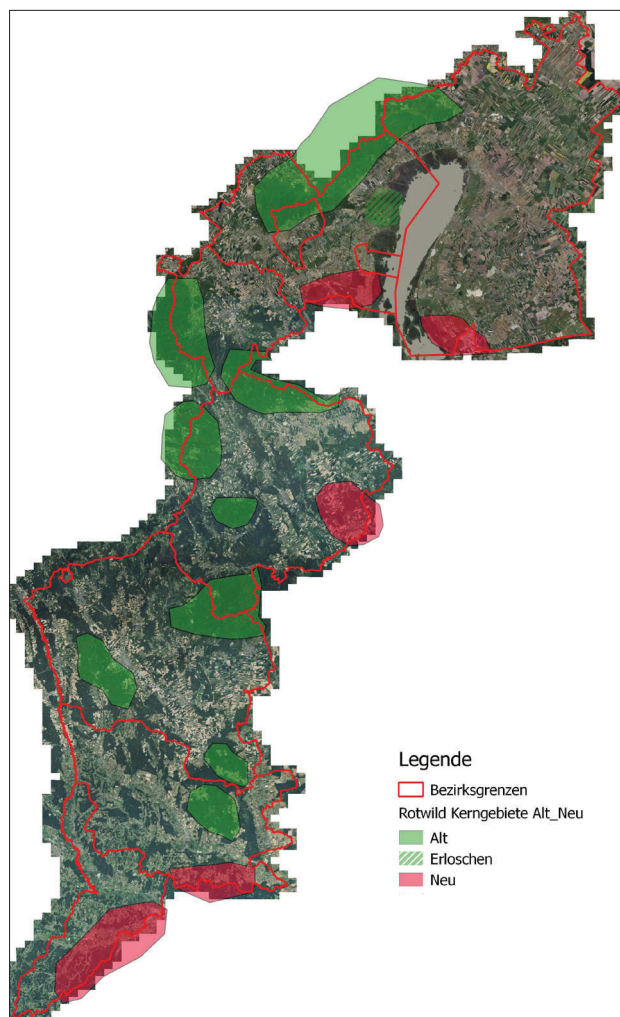 Legende
Bezirksgrenzen
Rotwild Kerngebiete Alt_Neu
Alt
Erloschen
Neu